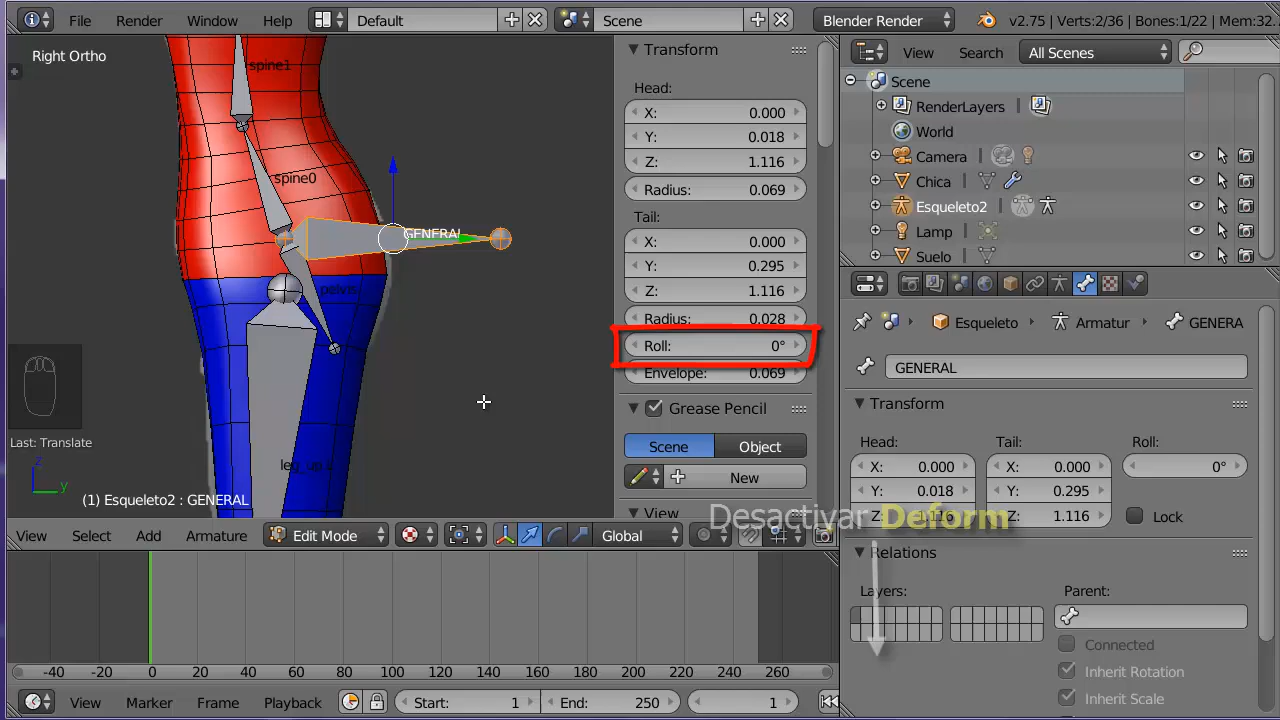 File Render Window Help Default Scene Blender Render v2.75 | Verts:2/36 | Bones:1/22 | Mem:32.
Right Ortho
spine1
spine0
GENERAL
pelvis
leg_up.l
Last: Translate
z
y
(1) Esqueleto2 : GENERAL
Transform
Head:
X: 0.000
Y: 0.018
Z: 1.116
Radius: 0.069
Tail:
X: 0.000
Y: 0.295
Z: 1.116
Radius: 0.028
Roll: 0°
Envelope: 0.069
Grease Pencil
Scene Object
New
View
View Select Add Armature Edit Mode Global
-40 -20 0 20 40 60 80 100 120 140 160 180 200 220 240 260
View Marker Frame Playback Start: 1 End: 250 1
View Search All Scenes
Scene
RenderLayers
World
Camera
Chica
Esqueleto2
Lamp
Suelo
Esqueleto Armatur GENERA
GENERAL
Transform
Head: Tail: Roll:
X: 0.000 X: 0.000 0°
Y: 0.018 Y: 0.295
Z: 1.116 Z: 1.116 Lock
Desactivar Deform
Relations
Layers: Parent:
Connected
Inherit Rotation
Inherit Scale